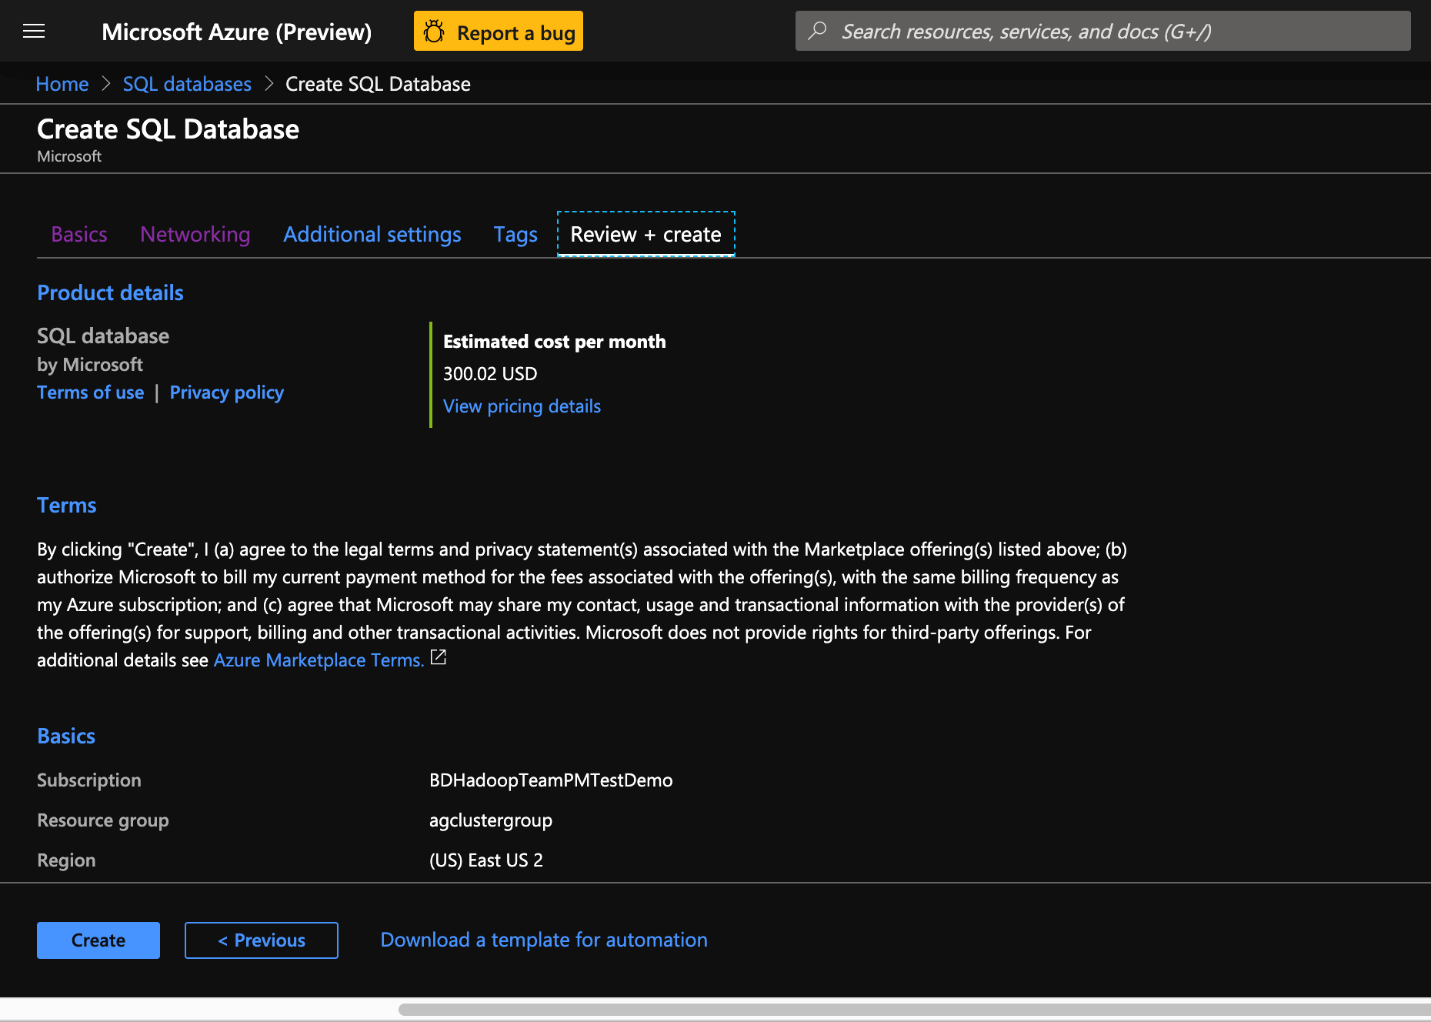 Microsoft Azure (Preview)
Report a bug
Search resources, services, and docs (G+/)
Home > SQL databases > Create SQL Database
Create SQL Database
Microsoft
Basics
Networking
Additional settings
Tags
Review + create
Product details
SQL database
by Microsoft
Terms of use | Privacy policy
Estimated cost per month
300.02 USD
View pricing details
Terms
By clicking "Create", I (a) agree to the legal terms and privacy statement(s) associated with the Marketplace offering(s) listed above; (b)
authorize Microsoft to bill my current payment method for the fees associated with the offering(s), with the same billing frequency as
my Azure subscription; and (c) agree that Microsoft may share my contact, usage and transactional information with the provider(s) of
the offering(s) for support, billing and other transactional activities. Microsoft does not provide rights for third-party offerings. For
additional details see Azure Marketplace Terms.
Basics
Subscription
BDHadoopTeamPMTestDemo
Resource group
agclustergroup
Region
(US) East US 2
Create
< Previous
Download a template for automation